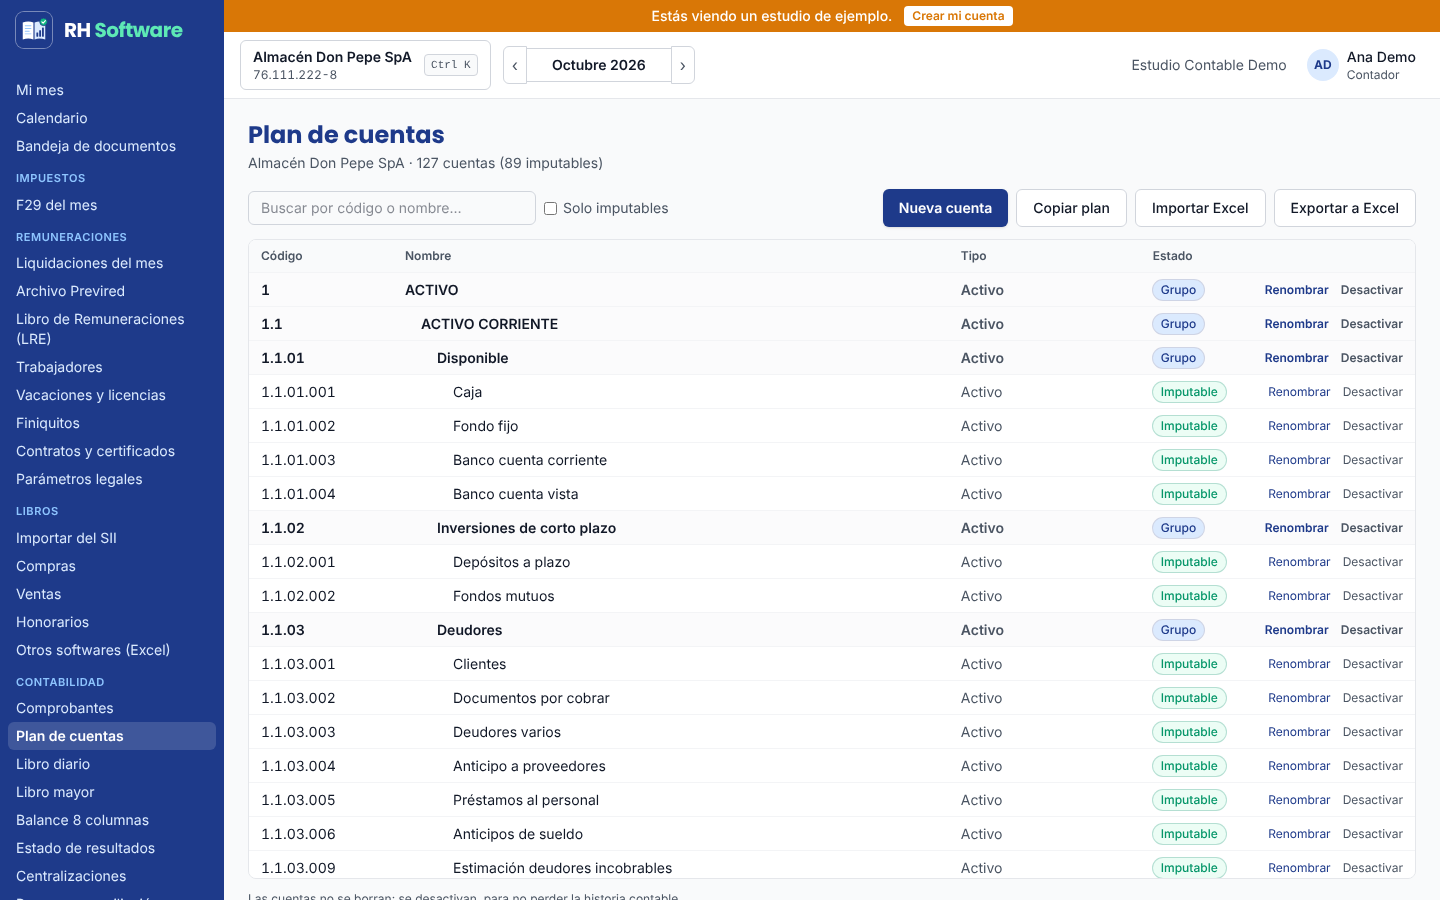 RH Software
Estás viendo un estudio de ejemplo. Crear mi cuenta
Almacén Don Pepe SpA
76.111.222-8
Ctrl K
‹ Octubre 2026 ›
Estudio Contable Demo
AD
Ana Demo
Contador
Mi mes
Calendario
Bandeja de documentos
IMPUESTOS
F29 del mes
REMUNERACIONES
Liquidaciones del mes
Archivo Previred
Libro de Remuneraciones
(LRE)
Trabajadores
Vacaciones y licencias
Finiquitos
Contratos y certificados
Parámetros legales
LIBROS
Importar del SII
Compras
Ventas
Honorarios
Otros softwares (Excel)
CONTABILIDAD
Comprobantes
Plan de cuentas
Libro diario
Libro mayor
Balance 8 columnas
Estado de resultados
Centralizaciones
Plan de cuentas
Almacén Don Pepe SpA · 127 cuentas (89 imputables)
Buscar por código o nombre... Solo imputables Nueva cuenta Copiar plan Importar Excel Exportar a Excel
Código Nombre Tipo Estado
1 ACTIVO Activo Grupo Renombrar Desactivar
1.1 ACTIVO CORRIENTE Activo Grupo Renombrar Desactivar
1.1.01 Disponible Activo Grupo Renombrar Desactivar
1.1.01.001 Caja Activo Imputable Renombrar Desactivar
1.1.01.002 Fondo fijo Activo Imputable Renombrar Desactivar
1.1.01.003 Banco cuenta corriente Activo Imputable Renombrar Desactivar
1.1.01.004 Banco cuenta vista Activo Imputable Renombrar Desactivar
1.1.02 Inversiones de corto plazo Activo Grupo Renombrar Desactivar
1.1.02.001 Depósitos a plazo Activo Imputable Renombrar Desactivar
1.1.02.002 Fondos mutuos Activo Imputable Renombrar Desactivar
1.1.03 Deudores Activo Grupo Renombrar Desactivar
1.1.03.001 Clientes Activo Imputable Renombrar Desactivar
1.1.03.002 Documentos por cobrar Activo Imputable Renombrar Desactivar
1.1.03.003 Deudores varios Activo Imputable Renombrar Desactivar
1.1.03.004 Anticipo a proveedores Activo Imputable Renombrar Desactivar
1.1.03.005 Préstamos al personal Activo Imputable Renombrar Desactivar
1.1.03.006 Anticipos de sueldo Activo Imputable Renombrar Desactivar
1.1.03.009 Estimación deudores incobrables Activo Imputable Renombrar Desactivar
Las cuentas no se borran: se desactivan, para no perder la historia contable.